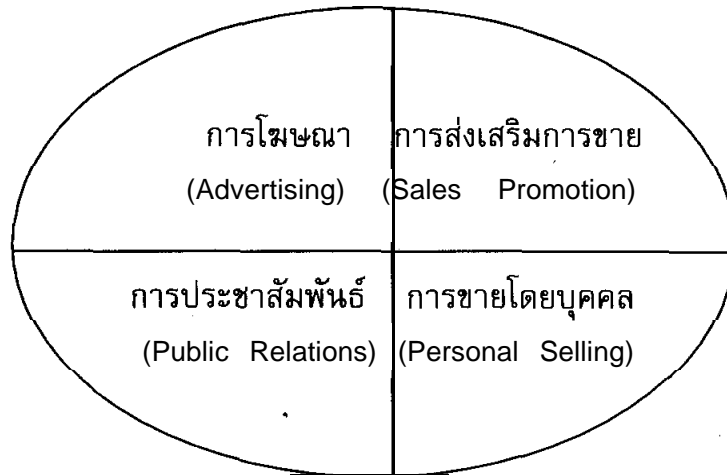 การโฆษณา การส่งเสริมการขาย
(Advertising) (Sales Promotion)
การประชาสัมพันธ์ การขายโดยบุคคล
(Public Relations) (Personal Selling)